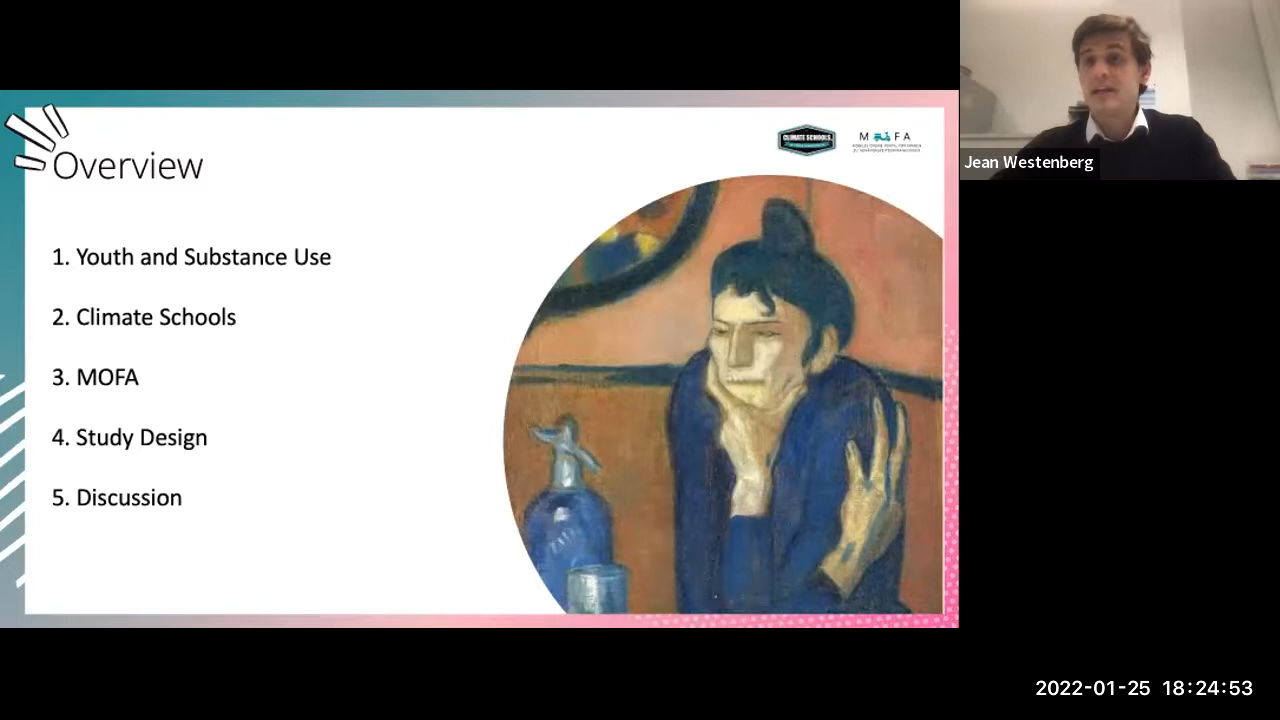 Overview
CLIMATE SCHOOLS
M FA
1. Youth and Substance Use
2. Climate Schools
3. MOFA
4. Study Design
5. Discussion
Jean Westenberg
2022-01-25 18:24:53